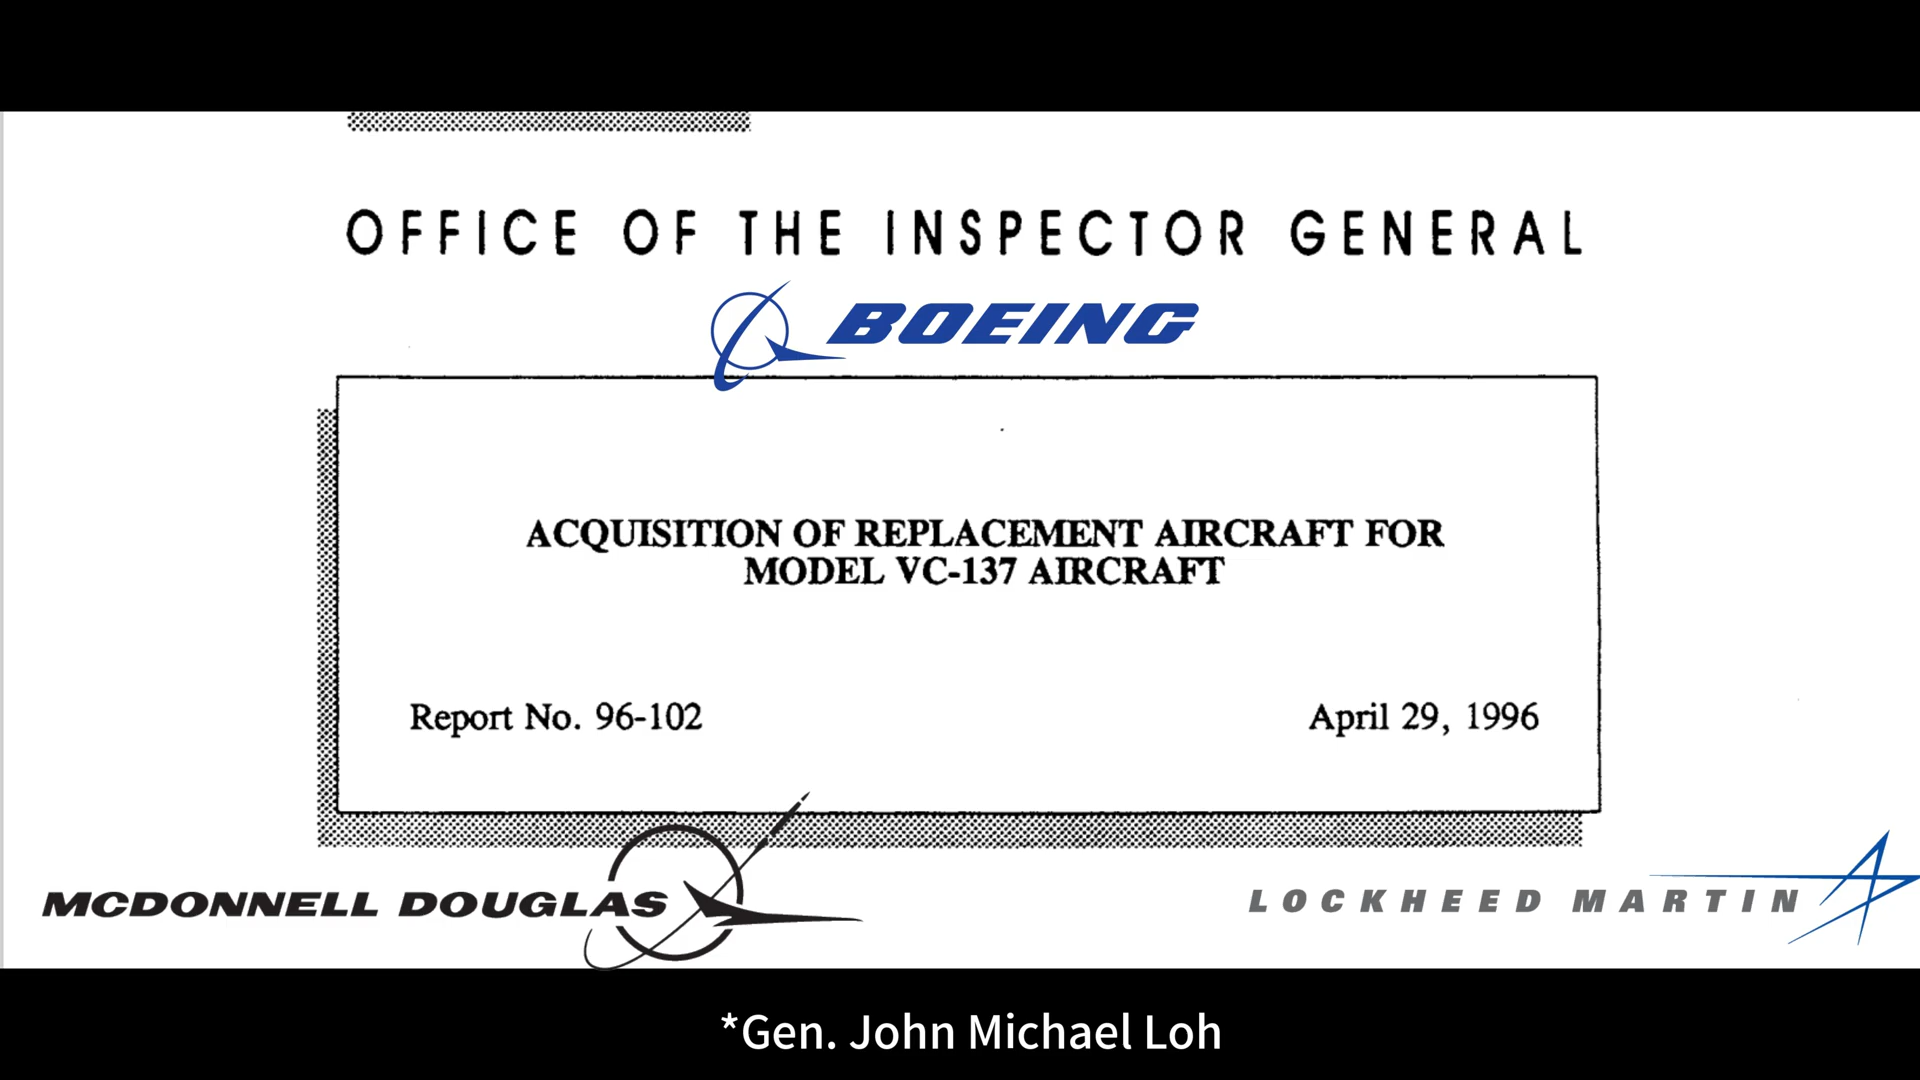 OFFICE OF THE INSPECTOR GENERAL
BOEING
ACQUISITION OF REPLACEMENT AIRCRAFT FOR
MODEL VC-137 AIRCRAFT
Report No. 96-102 April 29, 1996
MCDONNELL DOUGLAS LOCKHEED MARTIN
*Gen. John Michael Loh